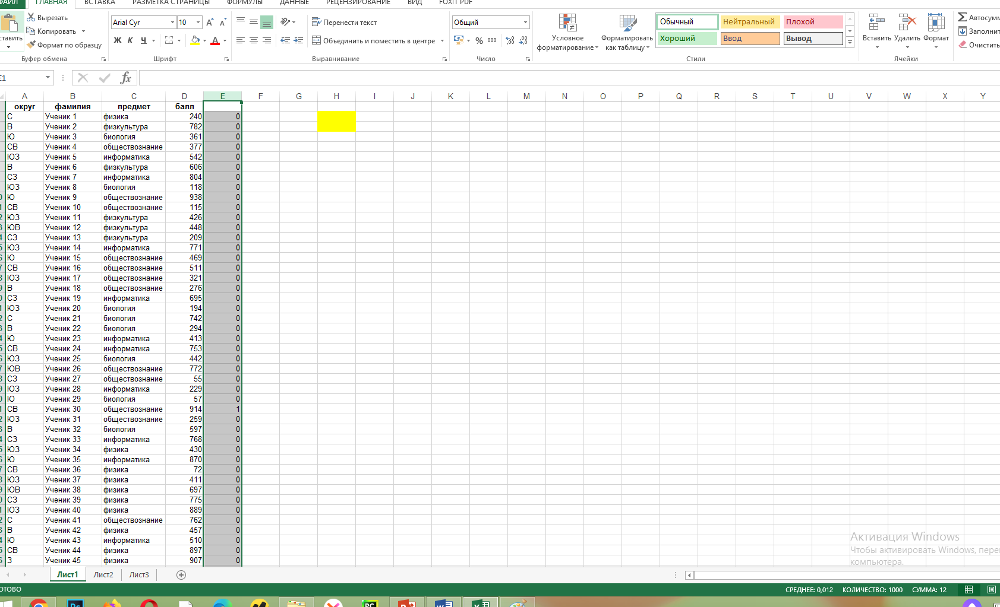 ФАЙЛ ГЛАВНАЯ ВСТАВКА РАЗМЕТКА СТРАНИЦЫ ФОРМУЛЫ ДАННЫЕ РЕЦЕНЗИРОВАНИЕ ВИД FOXIT PDF
Вырезать
Копировать
Формат по образцу
ставить
Буфер обмена
Arial Cyr 10
Ж К Ч
Шрифт
Перенести текст
Объединить и поместить в центре
Выравнивание
Общий
% 000
Число
Условное форматирование
Форматировать как таблицу
Обычный Нейтральный Плохой
Хороший Ввод Вывод
Стили
Вставить Удалить Формат
Ячейки
Автосумм
Заполнит
Очистить
E1 fx
A B C D E F G H I J K L M N O P Q R S T U V W X Y
округ фамилия предмет балл
С Ученик 1 физика 240 0
В Ученик 2 физкультура 782 0
Ю Ученик 3 биология 361 0
СВ Ученик 4 обществознание 377 0
ЮЗ Ученик 5 информатика 542 0
В Ученик 6 физкультура 606 0
СЗ Ученик 7 информатика 804 0
ЮЗ Ученик 8 биология 118 0
Ю Ученик 9 обществознание 938 0
СВ Ученик 10 обществознание 115 0
ЮЗ Ученик 11 физкультура 426 0
ЮВ Ученик 12 физкультура 448 0
СЗ Ученик 13 физкультура 209 0
ЮЗ Ученик 14 информатика 771 0
Ю Ученик 15 обществознание 469 0
СВ Ученик 16 обществознание 511 0
ЮЗ Ученик 17 обществознание 321 0
В Ученик 18 обществознание 276 0
СЗ Ученик 19 информатика 695 0
ЮЗ Ученик 20 биология 194 0
С Ученик 21 биология 742 0
В Ученик 22 биология 294 0
Ю Ученик 23 информатика 413 0
СВ Ученик 24 информатика 753 0
ЮЗ Ученик 25 биология 442 0
ЮВ Ученик 26 обществознание 772 0
СЗ Ученик 27 обществознание 55 0
ЮЗ Ученик 28 информатика 229 0
Ю Ученик 29 биология 57 0
СВ Ученик 30 обществознание 914 1
ЮЗ Ученик 31 обществознание 259 0
В Ученик 32 биология 597 0
СЗ Ученик 33 информатика 768 0
ЮЗ Ученик 34 физика 430 0
Ю Ученик 35 информатика 870 0
СВ Ученик 36 физика 72 0
ЮЗ Ученик 37 физика 411 0
ЮВ Ученик 38 физика 697 0
СЗ Ученик 39 физика 775 0
ЮЗ Ученик 40 физика 889 0
С Ученик 41 обществознание 762 0
В Ученик 42 физика 457 0
Ю Ученик 43 информатика 510 0
СВ Ученик 44 физика 897 0
З Ученик 45 физика 907 0
Активация Windows
Чтобы активировать Windows, пере
компьютера.
Лист1 Лист2 Лист3
ОТОВО СРЕДНЕЕ: 0,012 КОЛИЧЕСТВО: 1000 СУММА: 12